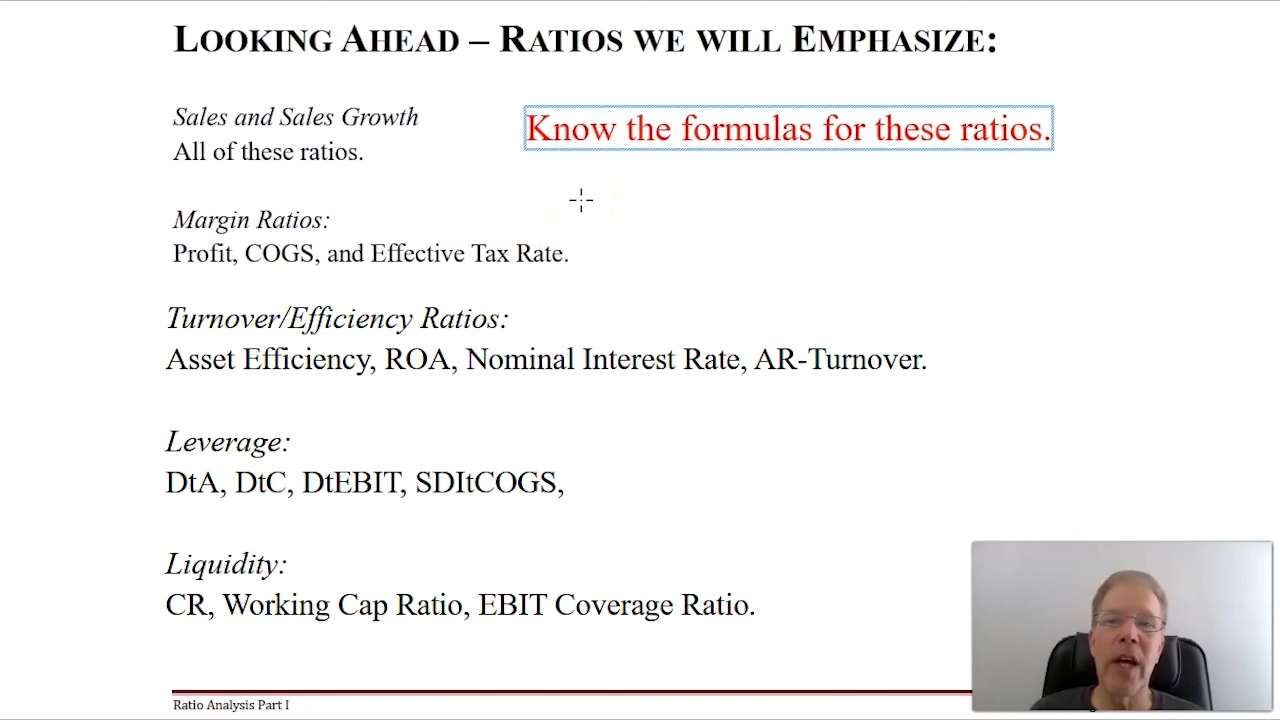 LOOKING AHEAD – RATIOS WE WILL EMPHASIZE:
Sales and Sales Growth
Know the formulas for these ratios.
All of these ratios.
Margin Ratios:
Profit, COGS, and Effective Tax Rate.
Turnover/Efficiency Ratios:
Asset Efficiency, ROA, Nominal Interest Rate, AR-Turnover.
Leverage:
DtA, DtC, DtEBIT, SDItCOGS,
Liquidity:
CR, Working Cap Ratio, EBIT Coverage Ratio.
Ratio Analysis Part I